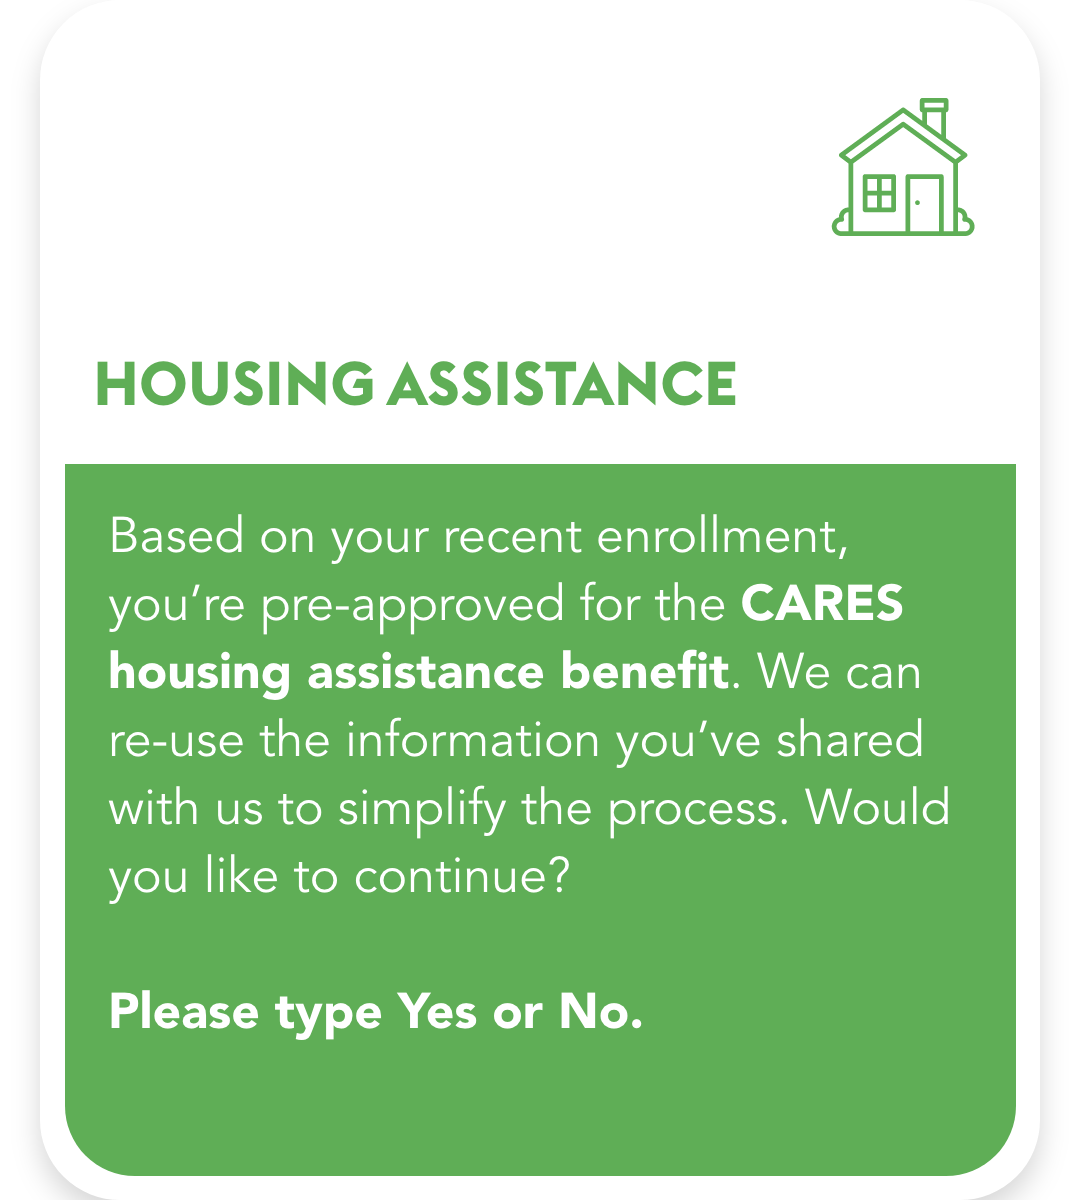 HOUSING ASSISTANCE
Based on your recent enrollment,
you’re pre-approved for the CARES
housing assistance benefit. We can
re-use the information you’ve shared
with us to simplify the process. Would
you like to continue?
Please type Yes or No.